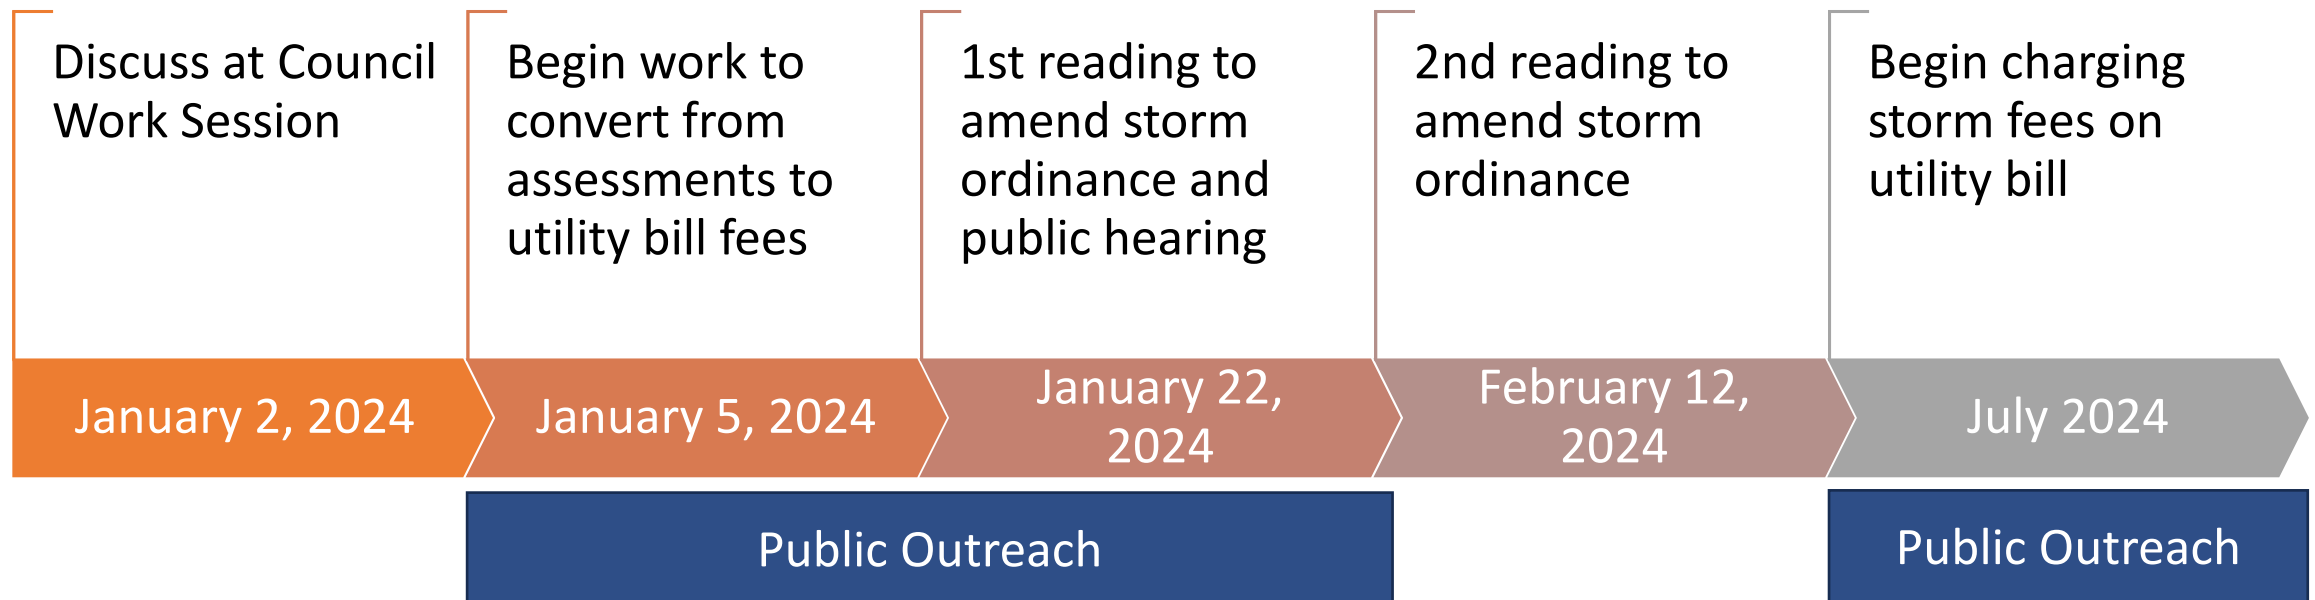 Discuss at Council
Work Session
Begin work to
convert from
assessments to
utility bill fees
1st reading to
amend storm
ordinance and
public hearing
2nd reading to
amend storm
ordinance
Begin charging
storm fees on
utility bill
January 2, 2024
January 5, 2024
January 22,
2024
February 12,
2024
July 2024
Public Outreach
Public Outreach